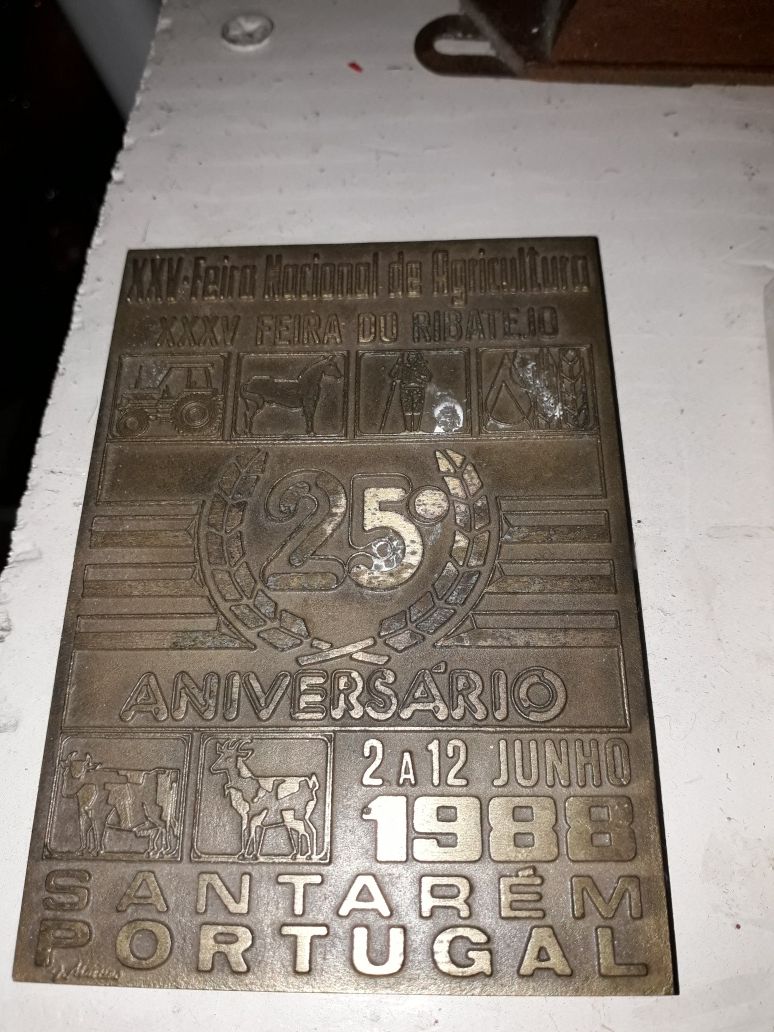 XXV·Feira Nacional de Agricultura
XXXV FEIRA DO RIBATEJO
25º
ANIVERSÁRIO
2 A 12 JUNHO
1988
SANTARÉM
PORTUGAL